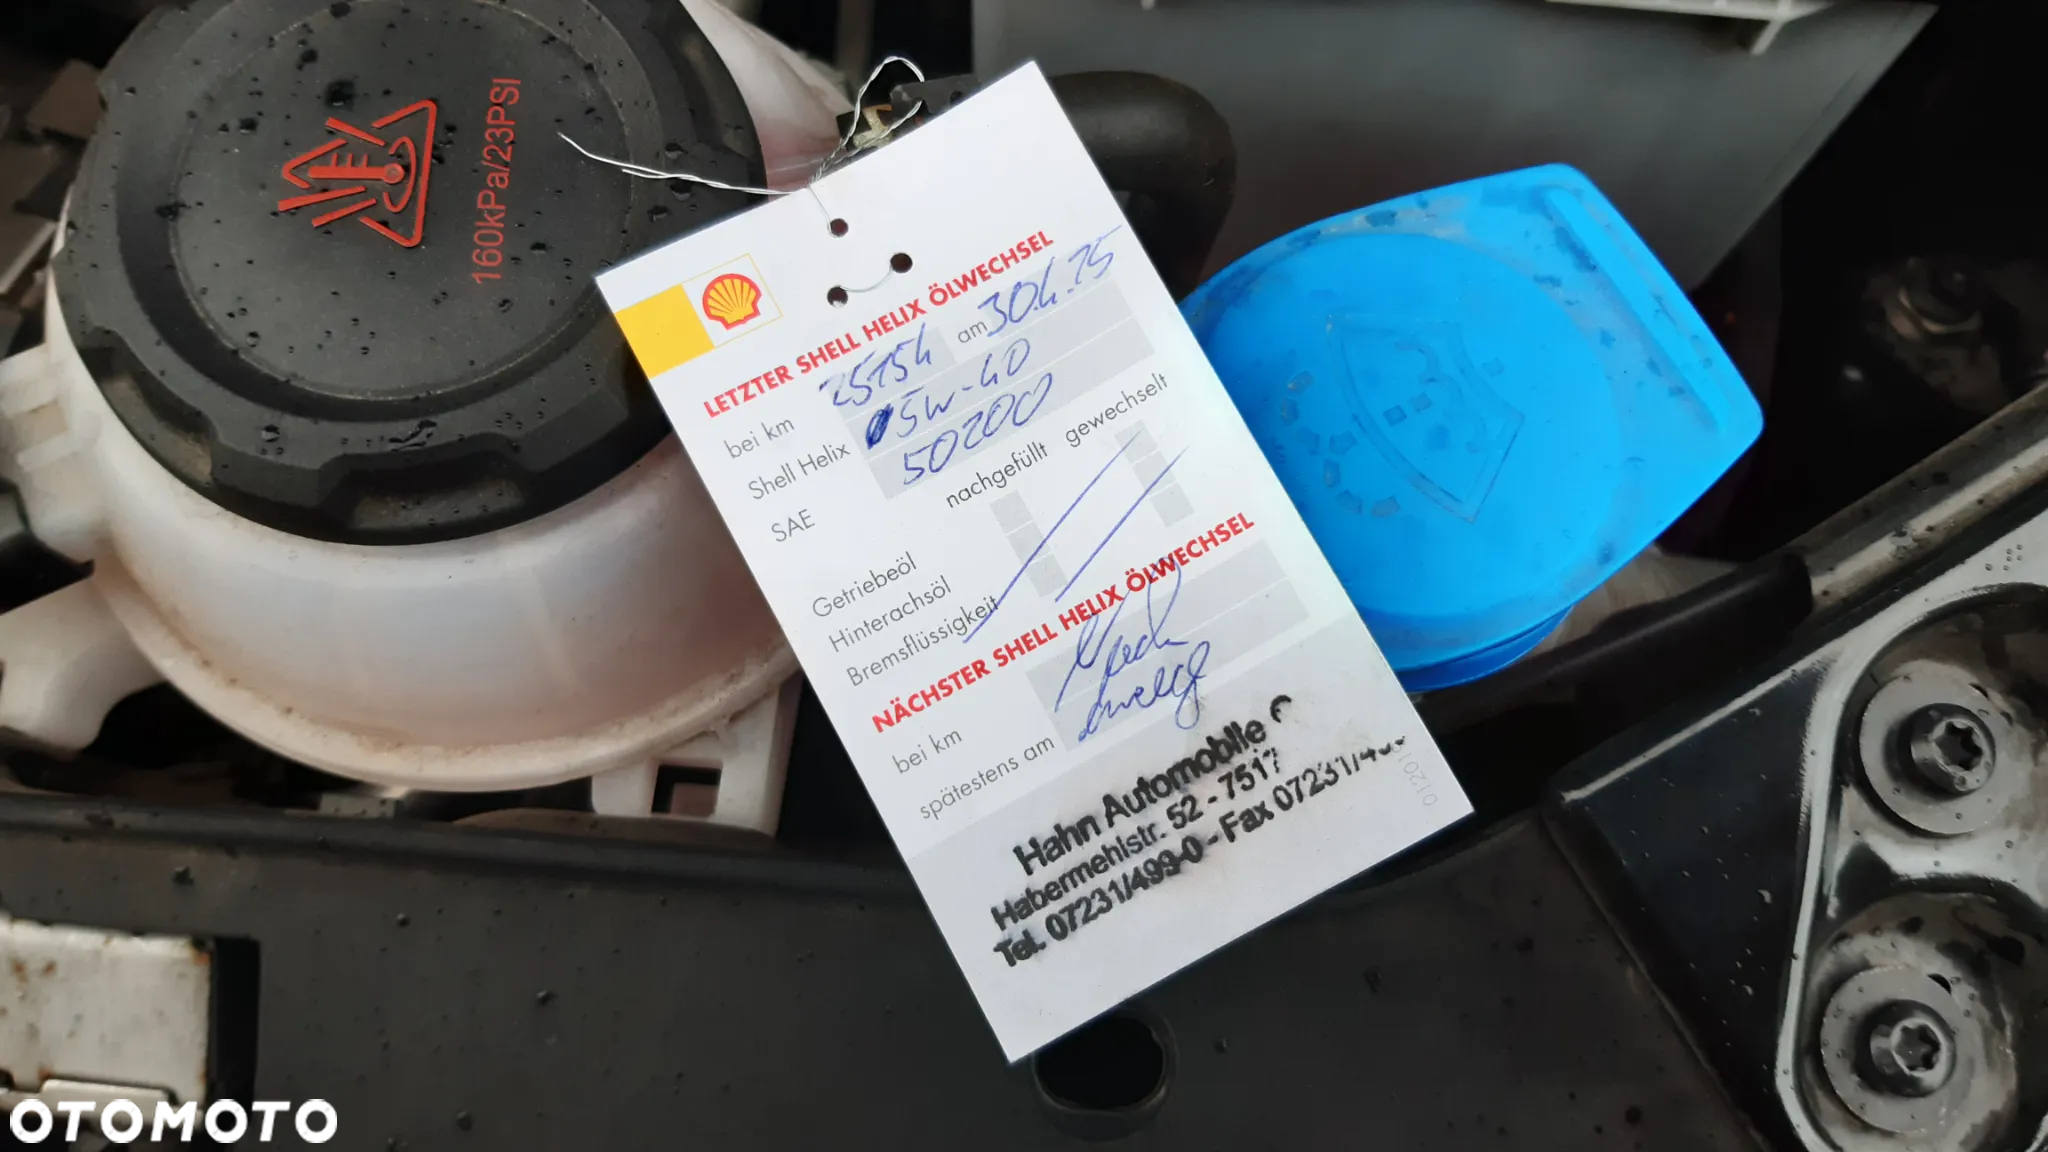 160kPa/23PSI
LETZTER SHELL HELIX ÖLWECHSEL
bei km 25154 am 30.4.15
Shell Helix 5W-40
SAE 50200
nachgefüllt gewechselt
Getriebeöl
Hinterachsöl
Bremsflüssigkeit
NÄCHSTER SHELL HELIX ÖLWECHSEL
bei km
spätestens am
Hahn Automobile
Habermehlstr. 52 - 7517
Tel. 07231/499-0 - Fax 07231/4
OTOMOTO